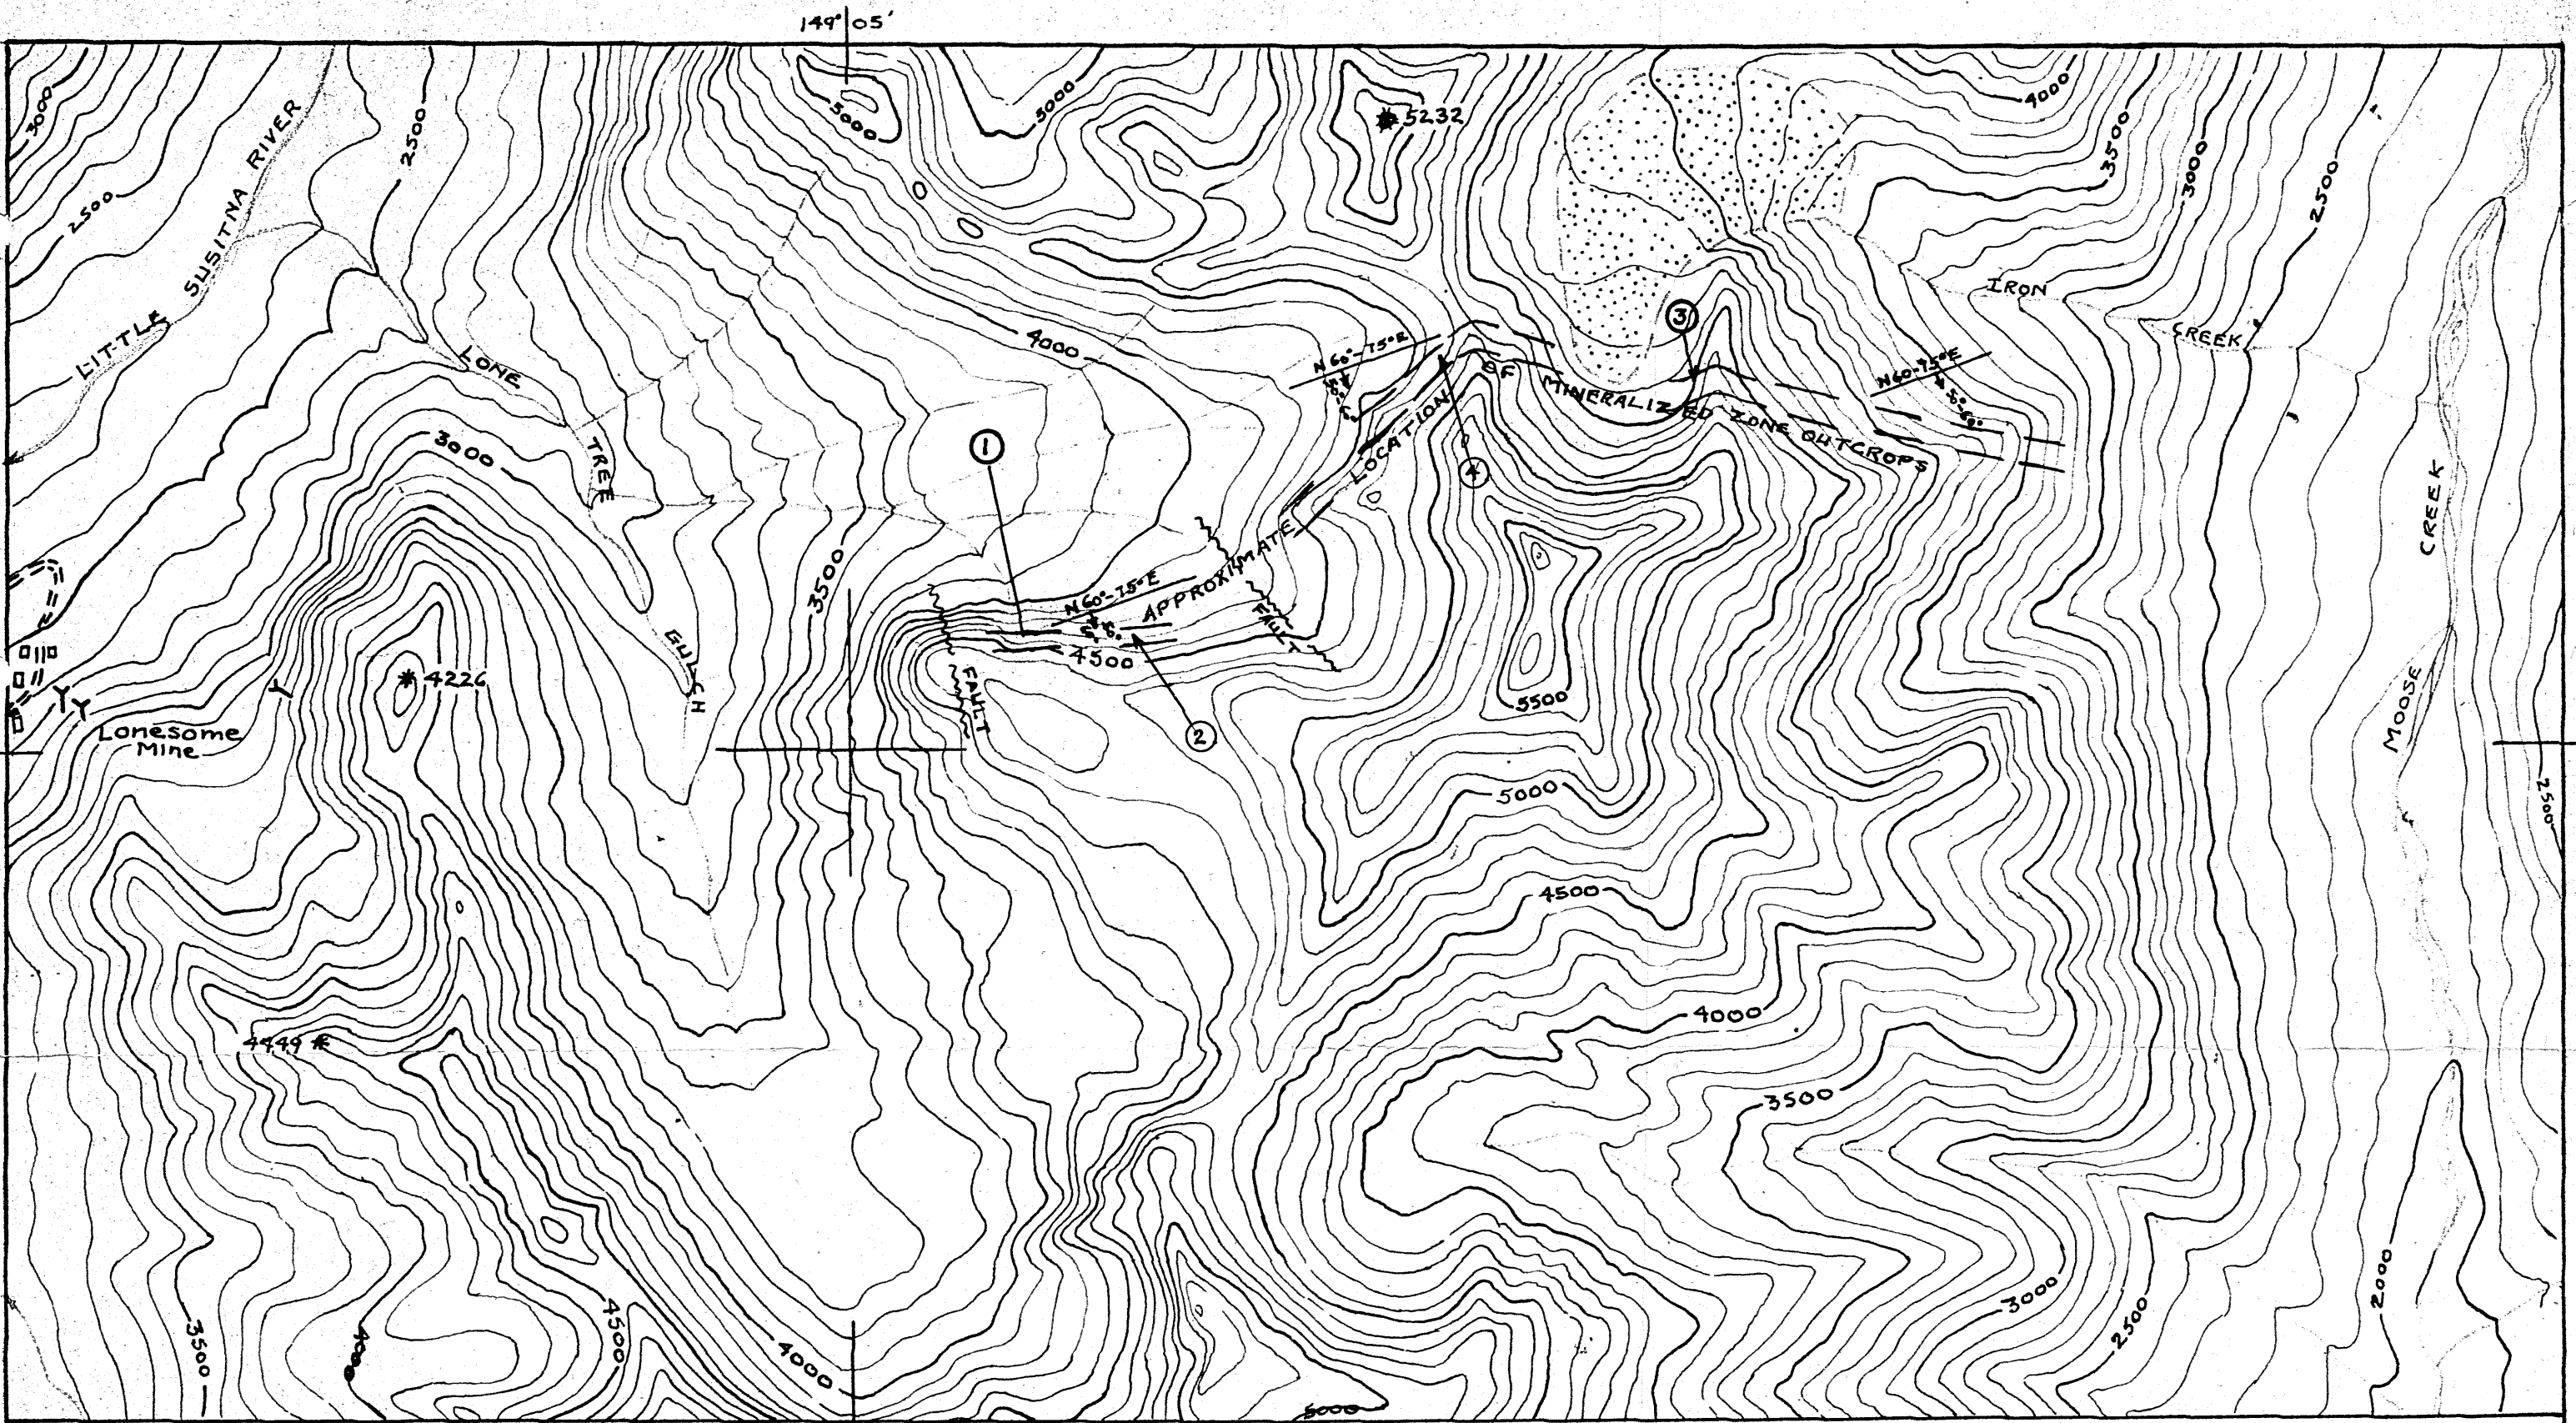 149° 05'
3000
2500
LITTLE SUSITNA RIVER
2500
5000
5000
5232
4000
3500
3000
2500
LONE TREE GULCH
3000
4000
3500
IRON CREEK
MOOSE CREEK
2500
1
2
3
4
N 60°-75°E
N 60°-75°E
N 60-75°E
APPROXIMATE LOCATION OF MINERALIZED ZONE OUTCROPS
FAULT
FAULT
4500
4226
Lonesome
Mine
5500
5000
4500
4000
3500
4449
3500
4000
4500
4000
5000
3000
2500
2000